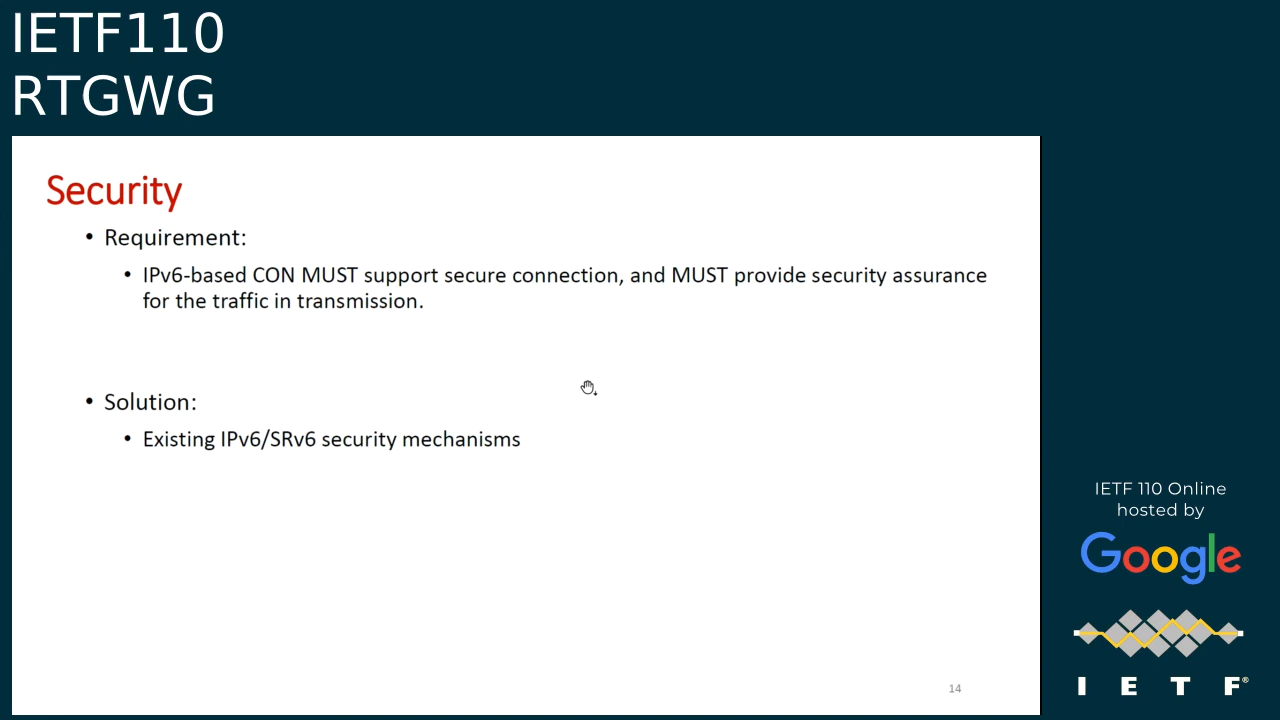 IETF110
RTGWG
Security
• Requirement:
• IPv6-based CON MUST support secure connection, and MUST provide security assurance
for the traffic in transmission.
• Solution:
• Existing IPv6/SRv6 security mechanisms
14
IETF 110 Online
hosted by
Google
I E T F®